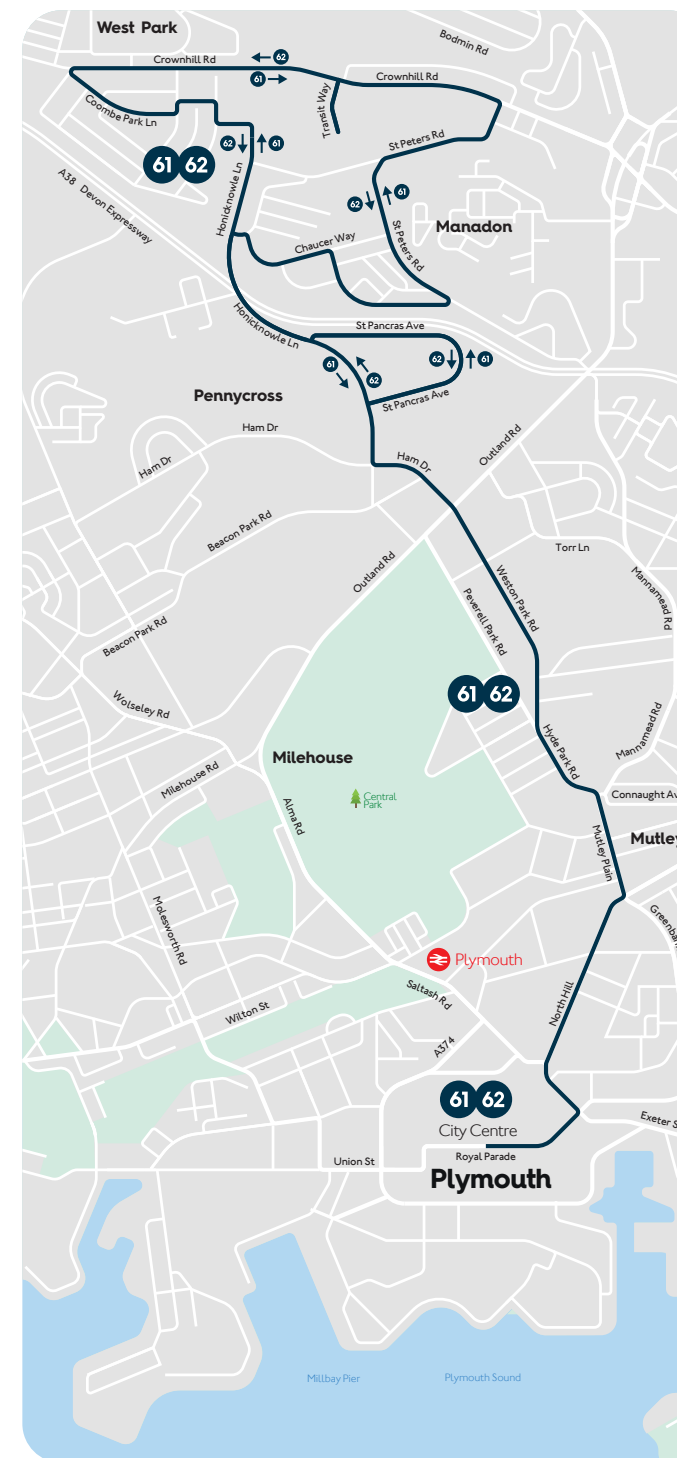 West Park
Bodmin Rd
Crownhill Rd
62
61
Crownhill Rd
Coombe Park Ln
Transit Way
62
61
St Peters Rd
61 62
A38 Devon Expressway
Honicknowle Ln
62
61
Manadon
Chaucer Way
St Peters Rd
Honicknowle Ln
St Pancras Ave
61
62
62
61
St Pancras Ave
Pennycross
Ham Dr
Ham Dr
Ham Dr
Outland Rd
Beacon Park Rd
Outland Rd
Torr Ln
Weston Park Rd
Mannamead Rd
Peverell Park Rd
Beacon Park Rd
61 62
Wolseley Rd
Mannamead Rd
Hyde Park Rd
Milehouse
Milehouse Rd
Central
Park
Connaught Av
Alma Rd
Mutley Plain
Mutley
Molesworth Rd
Greenban
Plymouth
Saltash Rd
North Hill
Wilton St
A374
61 62
City Centre
Exeter S
Royal Parade
Union St
Plymouth
Millbay Pier
Plymouth Sound